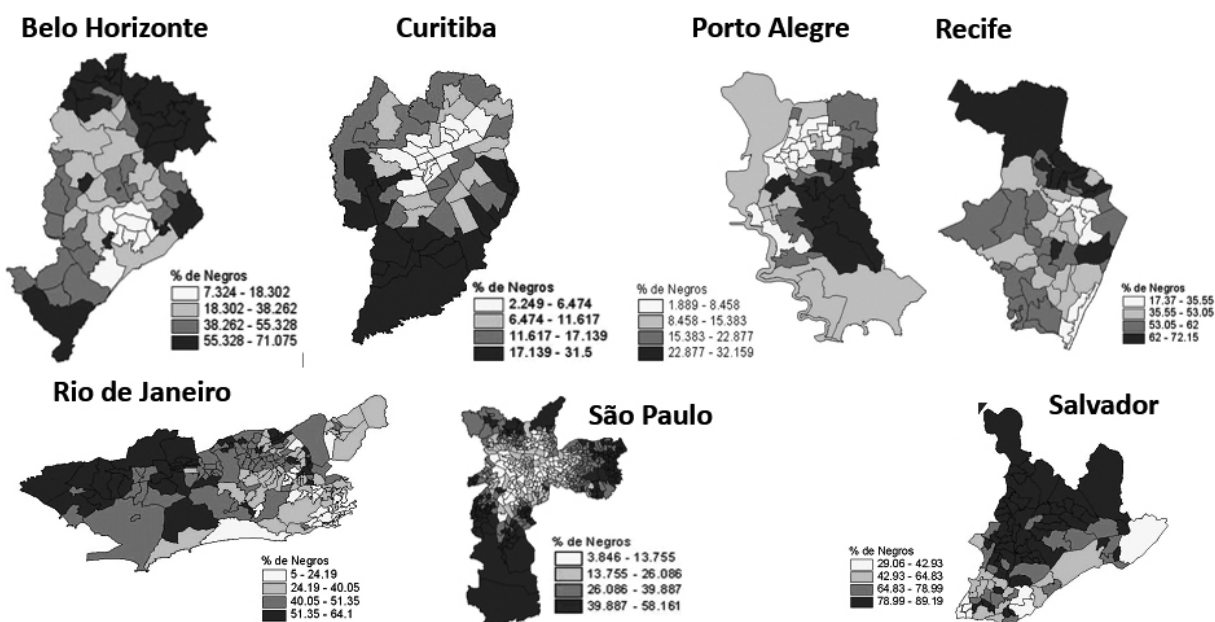 Belo Horizonte
Curitiba
Porto Alegre
Recife
% de Negros
7.324 - 18.302
18.302 - 38.262
38.262 - 55.328
55.328 - 71.075
% de Negros
2.249 - 6.474
6.474 - 11.617
11.617 - 17.139
17.139 - 31.5
% de Negros
1.889 - 8.458
8.458 - 15.383
15.383 - 22.877
22.877 - 32.159
% de Negros
17.37 - 35.55
35.55 - 53.05
53.05 - 62
62 - 72.15
Rio de Janeiro
São Paulo
Salvador
% de Negros
5 - 24.19
24.19 - 40.05
40.05 - 51.35
51.35 - 64.1
% de Negros
3.846 - 13.755
13.755 - 26.086
26.086 - 39.887
39.887 - 58.161
% de Negros
29.06 - 42.93
42.93 - 64.83
64.83 - 78.99
78.99 - 89.19